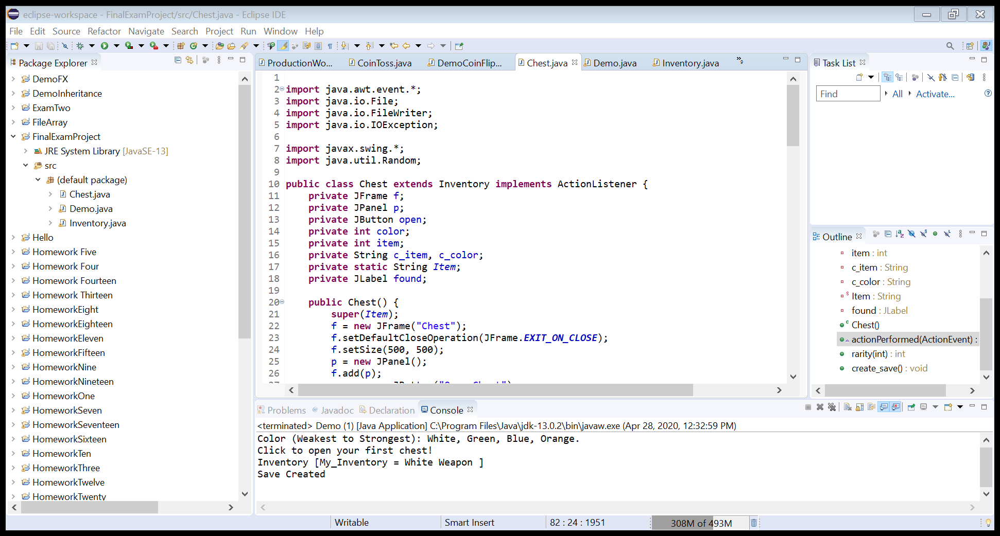 eclipse-workspace - FinalExamProject/src/Chest.java - Eclipse IDE
File Edit Source Refactor Navigate Search Project Run Window Help
Package Explorer
DemoFX
DemoInheritance
ExamTwo
FileArray
FinalExamProject
JRE System Library [JavaSE-13]
src
(default package)
Chest.java
Demo.java
Inventory.java
Hello
Homework Five
Homework Four
Homework Fourteen
Homework Thirteen
HomeworkEight
HomeworkEighteen
HomeworkEleven
HomeworkFifteen
HomeworkNine
HomeworkNineteen
HomeworkOne
HomeworkSeven
HomeworkSeventeen
HomeworkSixteen
HomeworkTen
HomeworkThree
HomeworkTwelve
HomeworkTwenty
ProductionWo... CoinToss.java DemoCoinFlip... Chest.java Demo.java Inventory.java »9
1
2 import java.awt.event.*;
3 import java.io.File;
4 import java.io.FileWriter;
5 import java.io.IOException;
6
7 import javax.swing.*;
8 import java.util.Random;
9
10 public class Chest extends Inventory implements ActionListener {
11 private JFrame f;
12 private JPanel p;
13 private JButton open;
14 private int color;
15 private int item;
16 private String c_item, c_color;
17 private static String Item;
18 private JLabel found;
19
20 public Chest() {
21 super(Item);
22 f = new JFrame("Chest");
23 f.setDefaultCloseOperation(JFrame.EXIT_ON_CLOSE);
24 f.setSize(500, 500);
25 p = new JPanel();
26 f.add(p);
Task List
Find All Activate...
Outline
item : int
c_item : String
c_color : String
Item : String
found : JLabel
Chest()
actionPerformed(ActionEvent) :
rarity(int) : int
create_save() : void
Problems Javadoc Declaration Console
<terminated> Demo (1) [Java Application] C:\Program Files\Java\jdk-13.0.2\bin\javaw.exe (Apr 28, 2020, 12:32:59 PM)
Color (Weakest to Strongest): White, Green, Blue, Orange.
Click to open your first chest!
Inventory [My_Inventory = White Weapon ]
Save Created
Writable Smart Insert 82 : 24 : 1951 308M of 493M